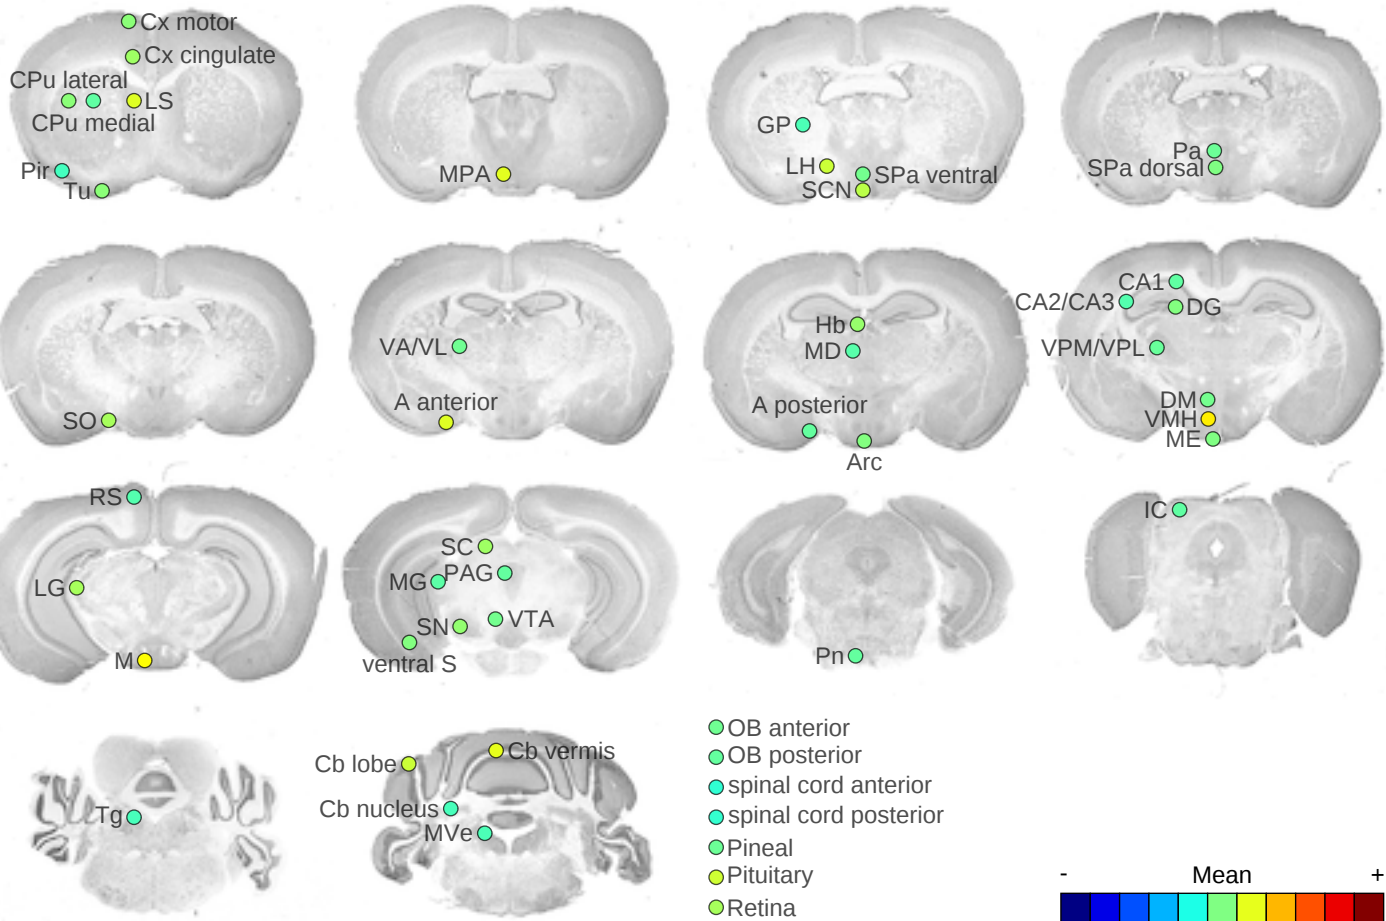 Cx motor
Cx cingulate
CPu lateral
LS
CPu medial
Pir
Tu
MPA
GP
LH
SPa ventral
SCN
Pa
SPa dorsal
SO
VA/VL
A anterior
Hb
MD
A posterior
Arc
CA1
CA2/CA3
DG
VPM/VPL
DM
VMH
ME
RS
LG
M
SC
PAG
MG
VTA
SN
ventral S
Pn
IC
Tg
Cb lobe
Cb vermis
Cb nucleus
MVe
OB anterior
OB posterior
spinal cord anterior
spinal cord posterior
Pineal
Pituitary
Retina
- Mean +